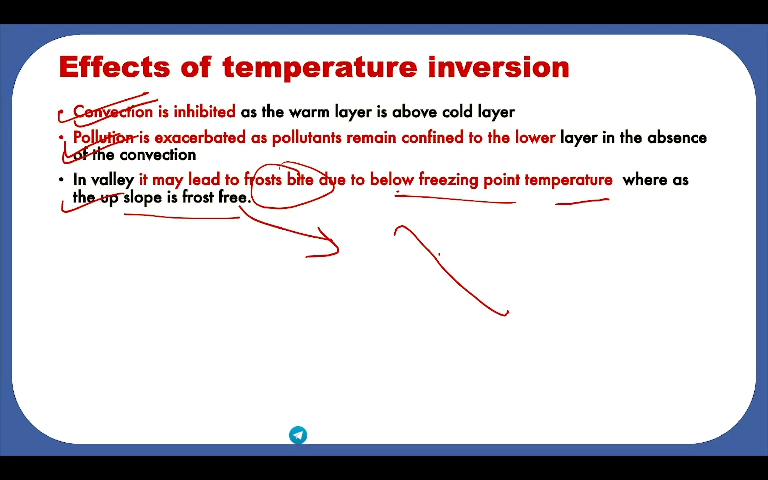 Effects of temperature inversion
• Convection is inhibited as the warm layer is above cold layer
• Pollution is exacerbated as pollutants remain confined to the lower layer in the absence
of the convection
• In valley it may lead to frosts bite due to below freezing point temperature where as
the up slope is frost free.